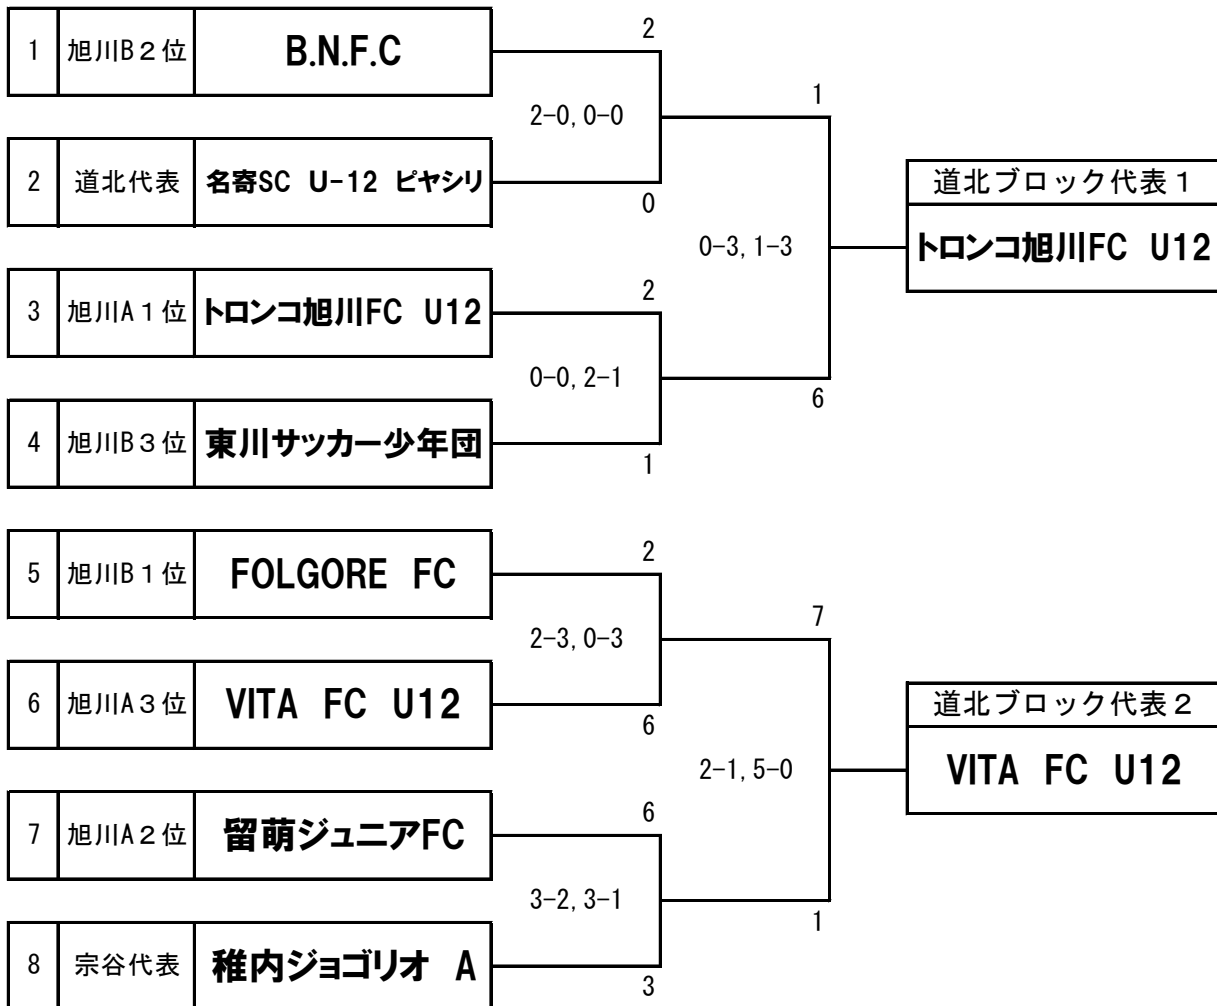 1 旭川B2位 B.N.F.C
2
2-0, 0-0
1
2 道北代表 名寄SC U-12 ピヤシリ
0
道北ブロック代表1
トロンコ旭川FC U12
0-3, 1-3
3 旭川A1位 トロンコ旭川FC U12
2
0-0, 2-1
6
4 旭川B3位 東川サッカー少年団
1
5 旭川B1位 FOLGORE FC
2
2-3, 0-3
7
6 旭川A3位 VITA FC U12
6
道北ブロック代表2
VITA FC U12
2-1, 5-0
7 旭川A2位 留萌ジュニアFC
6
3-2, 3-1
1
8 宗谷代表 稚内ジョゴリオ A
3